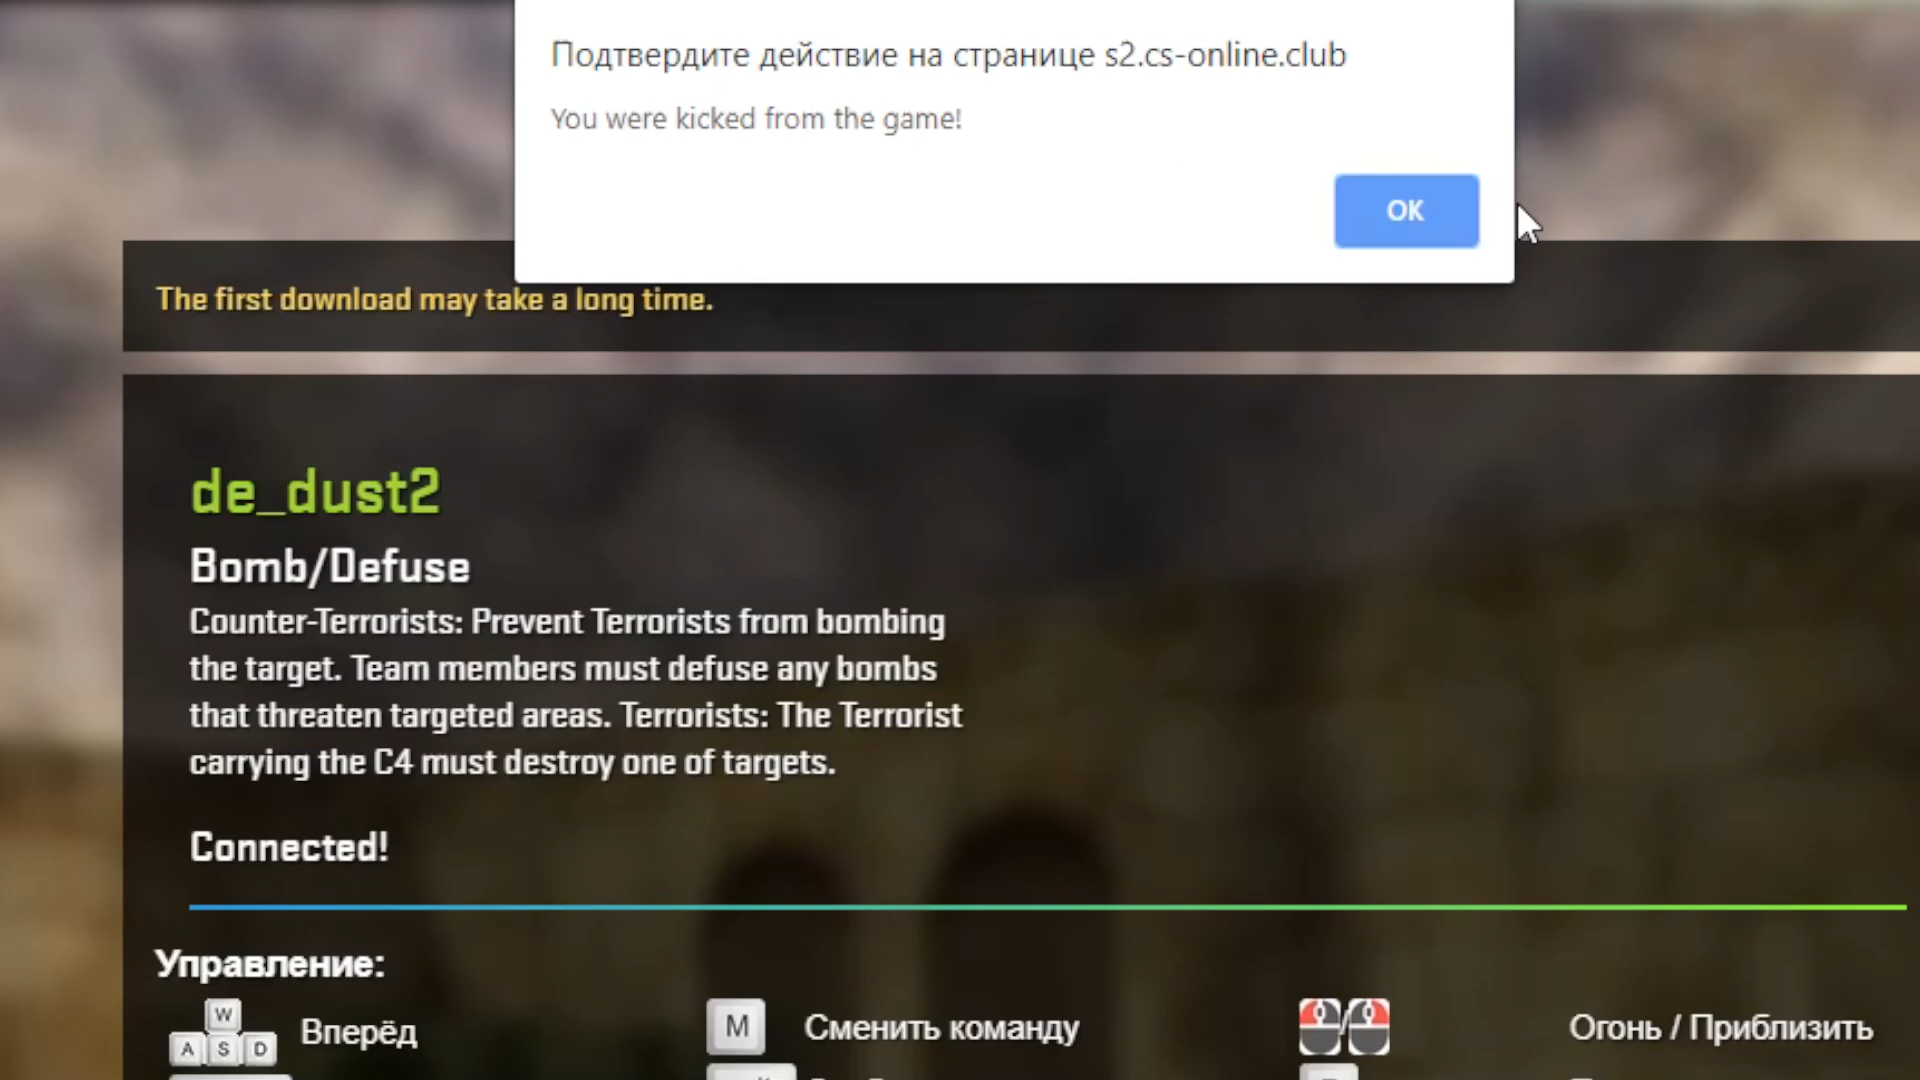 Подтвердите действие на странице s2.cs-online.club
You were kicked from the game!
OK
The first download may take a long time.
de_dust2
Bomb/Defuse
Counter-Terrorists: Prevent Terrorists from bombing
the target. Team members must defuse any bombs
that threaten targeted areas. Terrorists: The Terrorist
carrying the C4 must destroy one of targets.
Connected!
Управление:
W
A S D Вперёд
M Сменить команду
/ Огонь / Приблизить